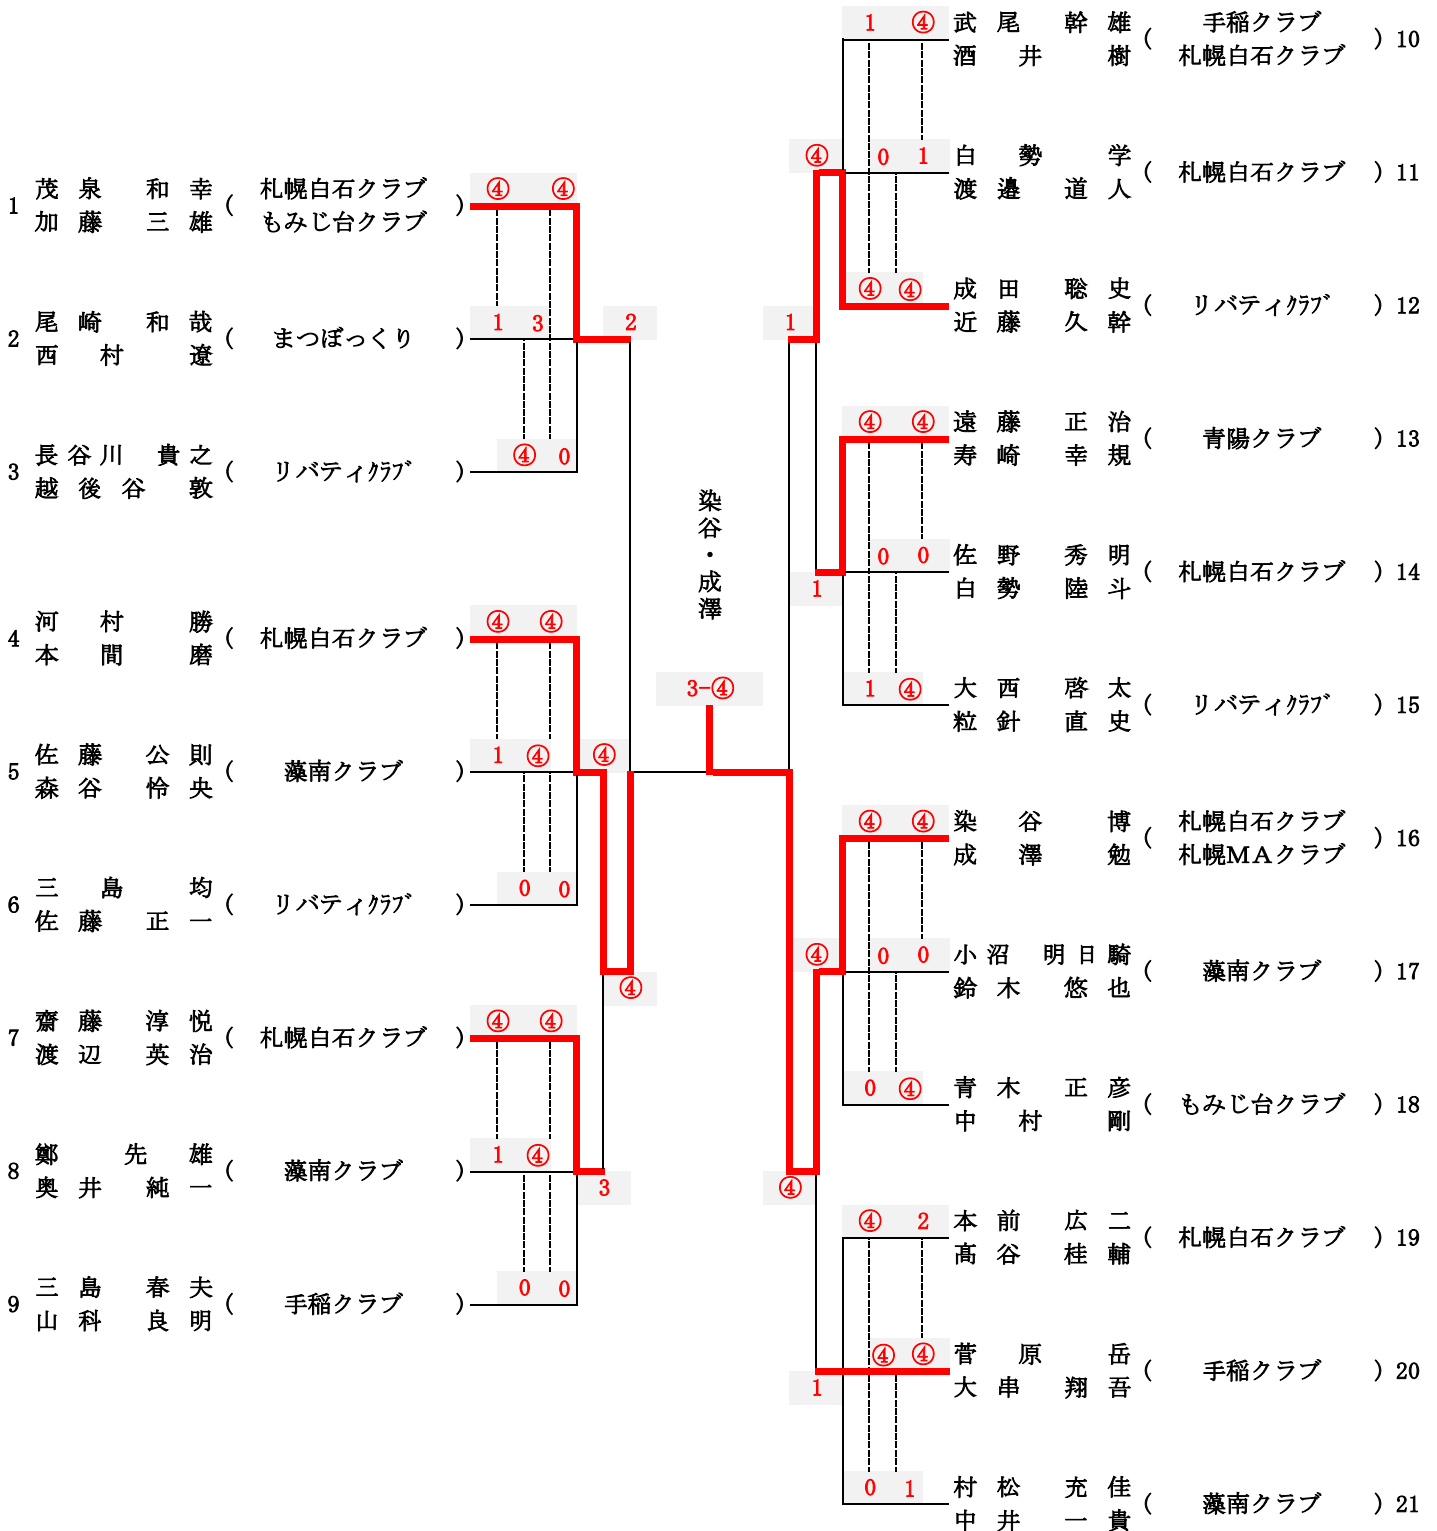 1 茂泉 和幸 ( 札幌白石クラブ )
加藤 三雄 もみじ台クラブ
④ ④
2 尾崎 和哉 ( まつぼっくり )
西村 遼
1 3
3 長谷川 貴之 ( リバティクラブ )
越後谷 敦
④ 0
2
4 河村 勝 ( 札幌白石クラブ )
本間 磨
④ ④
5 佐藤 公則 ( 藻南クラブ )
森谷 怜央
1 ④
6 三島 均 ( リバティクラブ )
佐藤 正一
0 0
④
④
7 齋藤 淳悦 ( 札幌白石クラブ )
渡辺 英治
④ ④
8 鄭 先雄 ( 藻南クラブ )
奥井 純一
1 ④
9 三島 春夫 ( 手稲クラブ )
山科 良明
0 0
3
染谷・成澤
3-④
1 ④
武尾 幹雄 ( 手稲クラブ ) 10
酒井 樹 札幌白石クラブ
0 1
白勢 学 ( 札幌白石クラブ ) 11
渡邉 道人
④ ④
成田 聡史 ( リバティクラブ ) 12
近藤 久幹
④
1
④ ④
遠藤 正治 ( 青陽クラブ ) 13
寿崎 幸規
0 0
佐野 秀明 ( 札幌白石クラブ ) 14
白勢 陸斗
1 ④
大西 啓太 ( リバティクラブ ) 15
粒針 直史
1
④ ④
染谷 博 ( 札幌白石クラブ ) 16
成澤 勉 札幌MAクラブ
0 0
小沼 明日騎 ( 藻南クラブ ) 17
鈴木 悠也
0 ④
青木 正彦 ( もみじ台クラブ ) 18
中村 剛
④
④
④ 2
本前 広二 ( 札幌白石クラブ ) 19
髙谷 桂輔
④ ④
菅原 岳 ( 手稲クラブ ) 20
大串 翔吾
0 1
村松 充佳 ( 藻南クラブ ) 21
中井 一貴
1